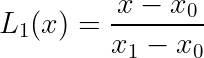 L_1(x) = \frac{x - x_0}{x_1 - x_0}